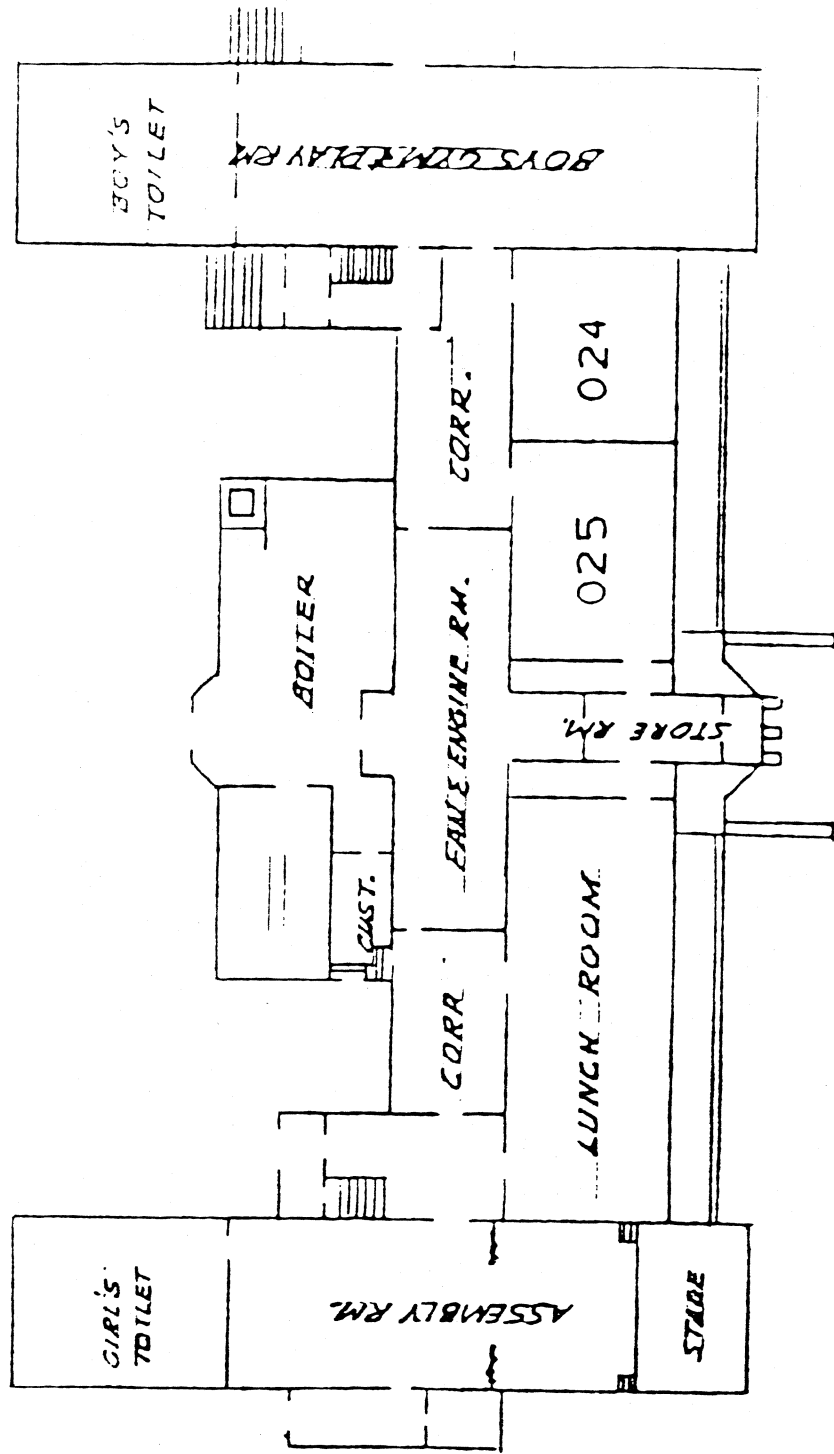 BOY'S
TOILET
BOYS GYM & PLAY RM
CORR.
024
025
BOILER
FAN & ENGINE RM.
STORE RM.
CUST.
CORR
LUNCH ROOM
GIRL'S
TOILET
ASSEMBLY RM.
STAGE